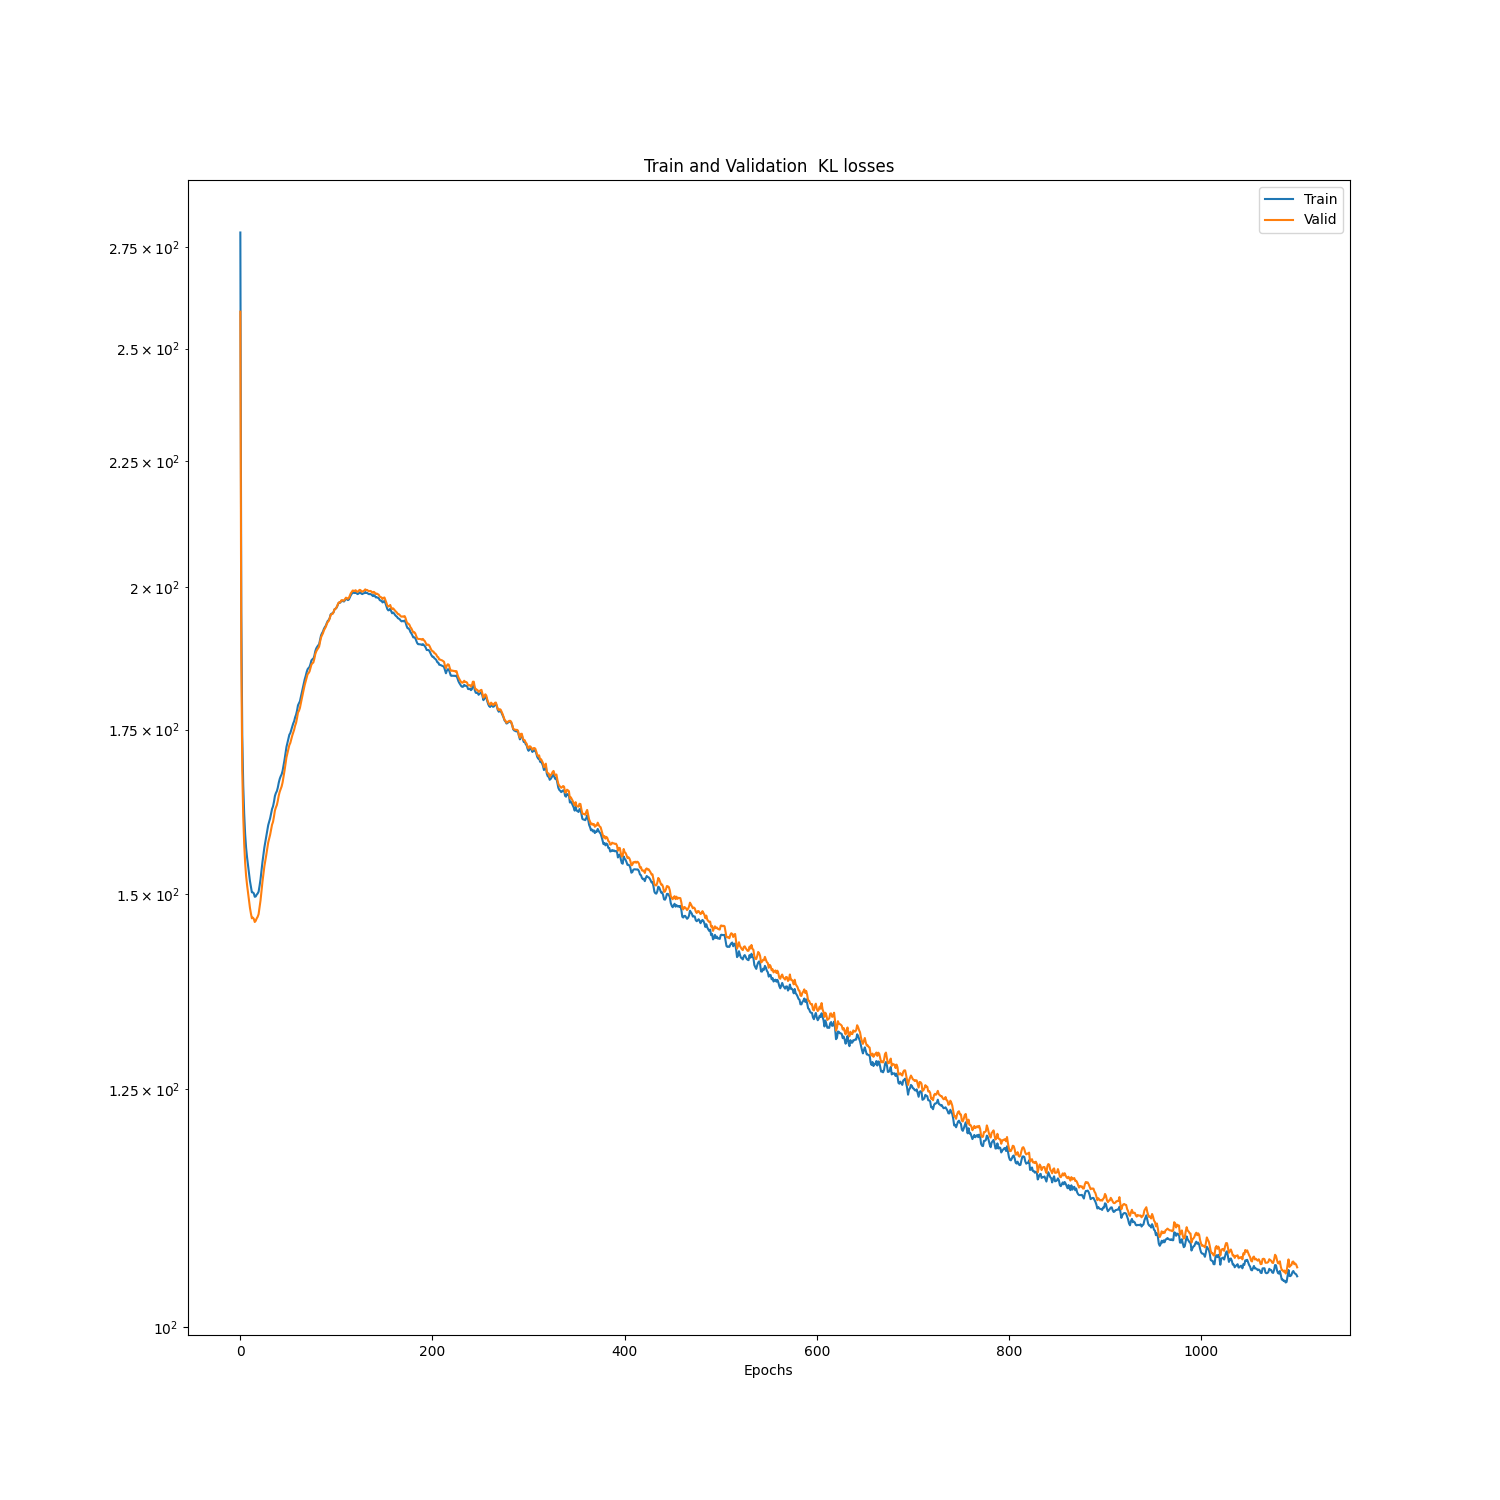 Train and Validation  KL losses
Train
Valid
2.75 × 10²
2.5 × 10²
2.25 × 10²
2 × 10²
1.75 × 10²
1.5 × 10²
1.25 × 10²
10²
0 200 400 600 800 1000
Epochs